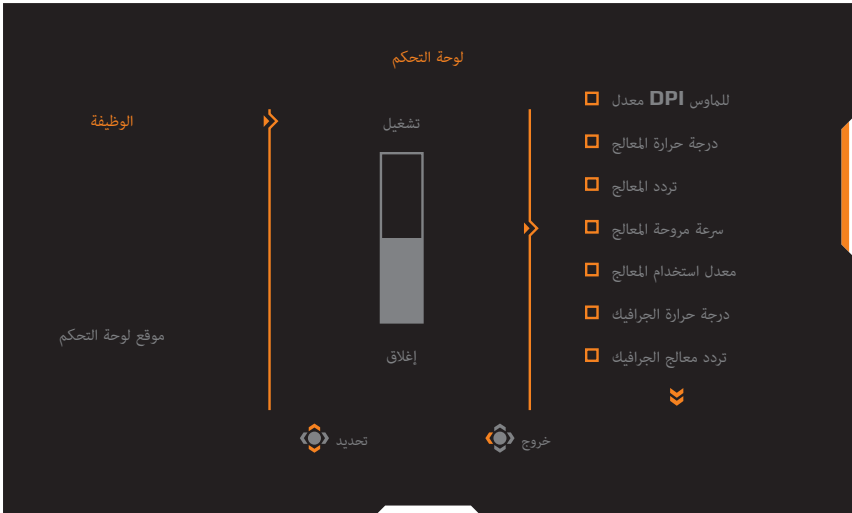 لوحة التحكم
الوظيفة
موقع لوحة التحكم
تشغيل
إغلاق
للماوس DPI معدل
درجة حرارة المعالج
تردد المعالج
سرعة مروحة المعالج
معدل استخدام المعالج
درجة حرارة الجرافيك
تردد معالج الجرافيك
تحديد
خروج